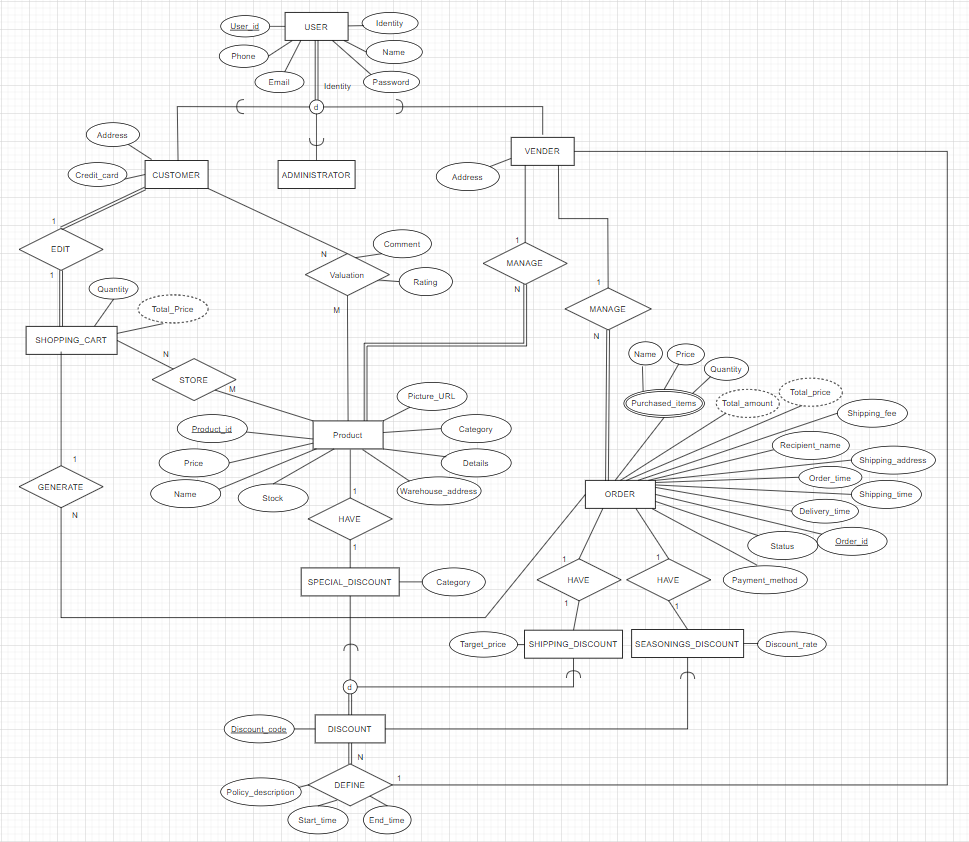 USER
User_id
Identity
Phone
Name
Email
Password
Identity
d
Address
Credit_card
CUSTOMER
ADMINISTRATOR
VENDER
Address
1
EDIT
1
Quantity
Total_Price
SHOPPING_CART
N
STORE
M
N
Valuation
M
Comment
Rating
1
MANAGE
N
1
MANAGE
N
Name
Price
Quantity
Purchased_items
Total_amount
Total_price
Shipping_fee
Recipient_name
Shipping_address
Order_time
Shipping_time
Delivery_time
Order_id
Status
Payment_method
ORDER
Picture_URL
Product_id
Product
Category
Price
Details
Name
Stock
Warehouse_address
1
GENERATE
N
1
HAVE
1
1
HAVE
1
1
HAVE
1
SPECIAL_DISCOUNT
Category
Target_price
SHIPPING_DISCOUNT
SEASONINGS_DISCOUNT
Discount_rate
d
Discount_code
DISCOUNT
N
DEFINE
1
Policy_description
Start_time
End_time